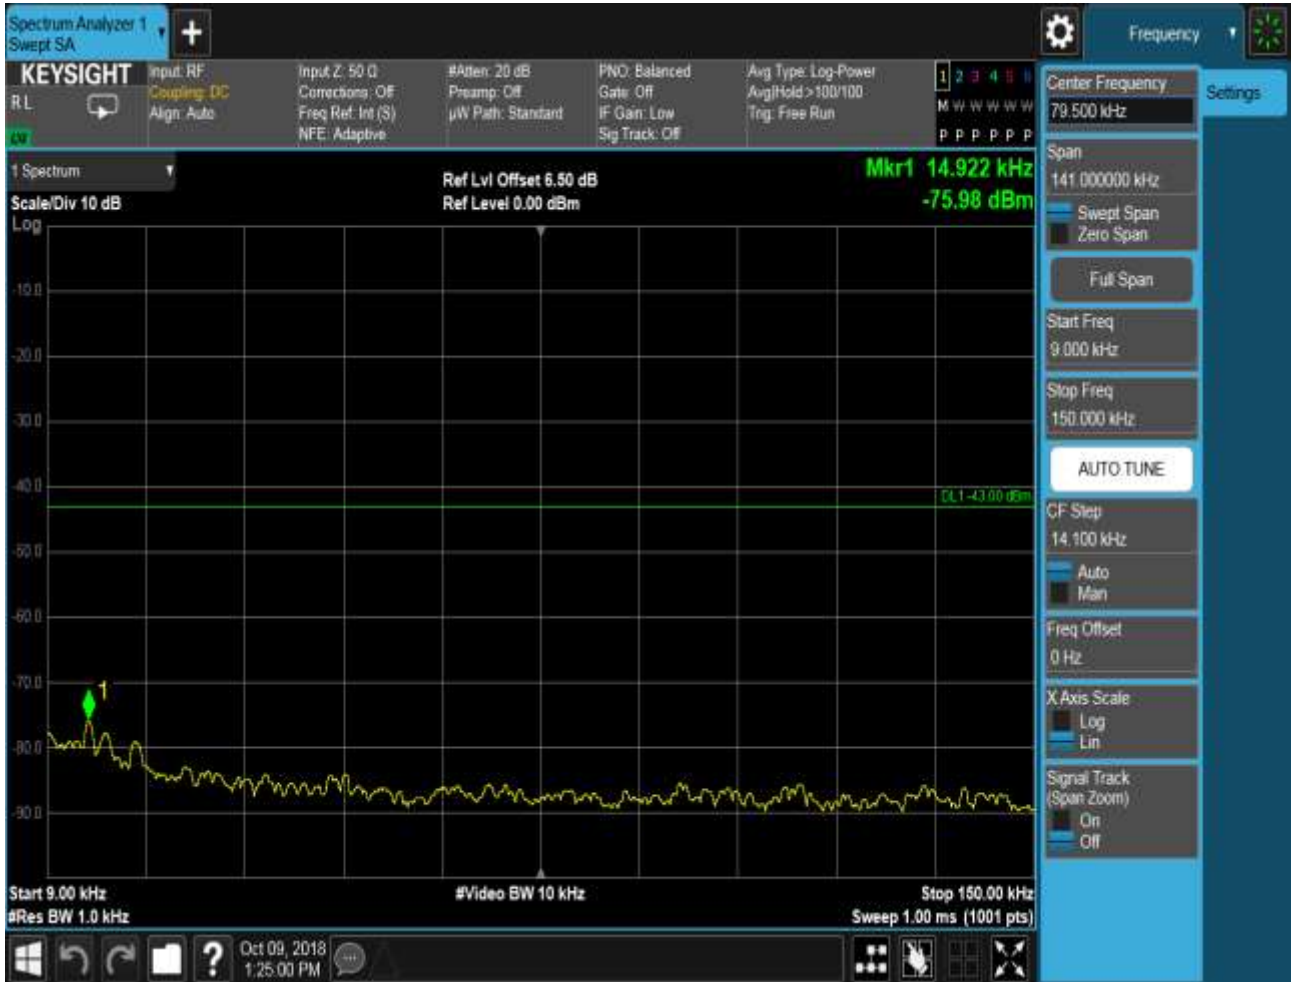 Spectrum Analyzer 1
Swept SA
+
Frequency
KEYSIGHT
R L
Input: RF
Coupling: DC
Align: Auto
Input Z: 50 Ω
Corrections: Off
Freq Ref: Int (S)
NFE: Adaptive
#Atten: 20 dB
Preamp: Off
µW Path: Standard
PNO: Balanced
Gate: Off
IF Gain: Low
Sig Track: Off
Avg Type: Log-Power
Avg|Hold:>100/100
Trig: Free Run
1 2 3 4 5 6
M W W W W W
P P P P P P
Center Frequency
79.500 kHz
Settings
Span
141.000000 kHz
Swept Span
Zero Span
Full Span
Start Freq
9.000 kHz
Stop Freq
150.000 kHz
AUTO TUNE
CF Step
14.100 kHz
Auto
Man
Freq Offset
0 Hz
X Axis Scale
Log
Lin
Signal Track
(Span Zoom)
On
Off
1 Spectrum
Scale/Div 10 dB
Log
Ref Lvl Offset 6.50 dB
Ref Level 0.00 dBm
Mkr1 14.922 kHz
-75.98 dBm
-10.0
-20.0
-30.0
-40.0
DL1 -43.00 dBm
-50.0
-60.0
-70.0
1
-80.0
-90.0
Start 9.00 kHz
#Video BW 10 kHz
Stop 150.00 kHz
#Res BW 1.0 kHz
Sweep 1.00 ms (1001 pts)
?
Oct 09, 2018
1:25:00 PM